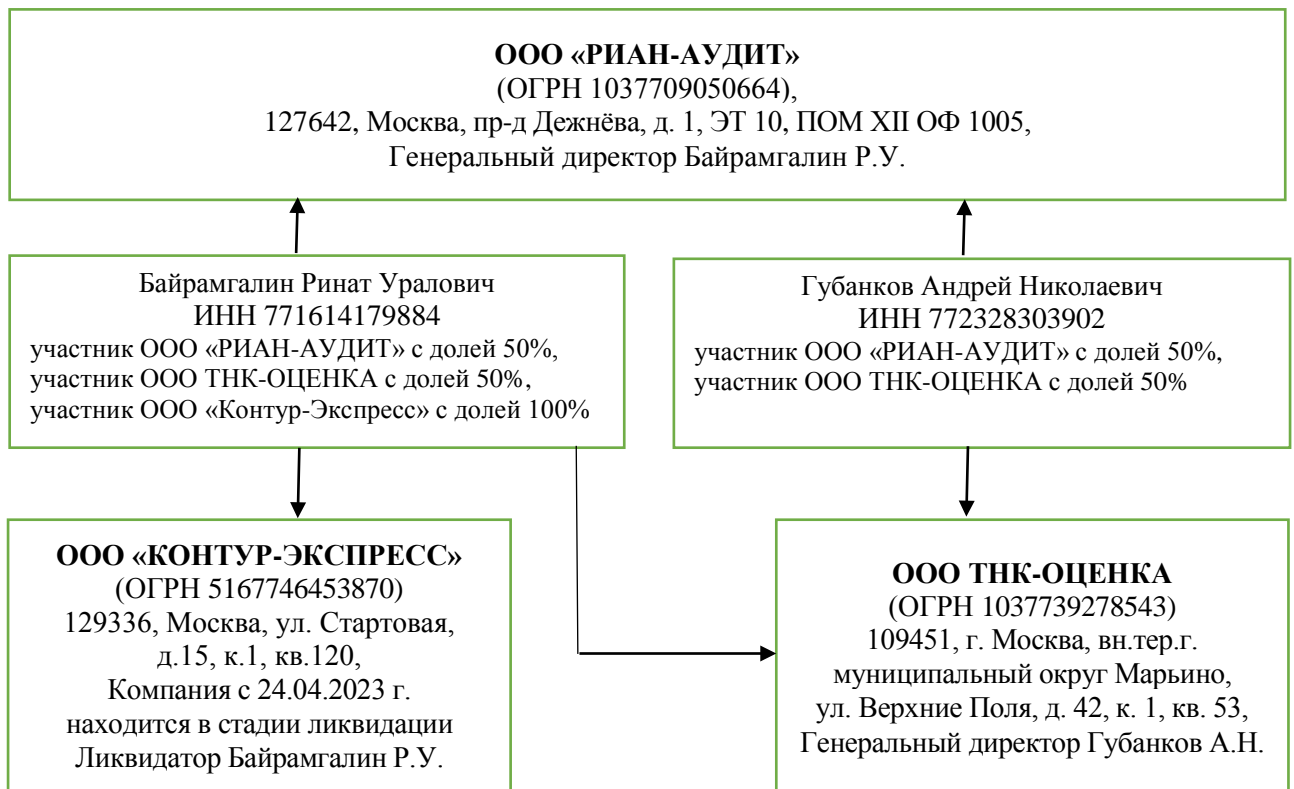 ООО «РИАН-АУДИТ»
(ОГРН 1037709050664),
127642, Москва, пр-д Дежнёва, д. 1, ЭТ 10, ПОМ XII ОФ 1005,
Генеральный директор Байрамгалин Р.У.
Байрамгалин Ринат Уралович
ИНН 771614179884
участник ООО «РИАН-АУДИТ» с долей 50%,
участник ООО ТНК-ОЦЕНКА с долей 50%,
участник ООО «Контур-Экспресс» с долей 100%
Губанков Андрей Николаевич
ИНН 772328303902
участник ООО «РИАН-АУДИТ» с долей 50%,
участник ООО ТНК-ОЦЕНКА с долей 50%
ООО «КОНТУР-ЭКСПРЕСС»
(ОГРН 5167746453870)
129336, Москва, ул. Стартовая,
д.15, к.1, кв.120,
Компания с 24.04.2023 г.
находится в стадии ликвидации
Ликвидатор Байрамгалин Р.У.
ООО ТНК-ОЦЕНКА
(ОГРН 1037739278543)
109451, г. Москва, вн.тер.г.
муниципальный округ Марьино,
ул. Верхние Поля, д. 42, к. 1, кв. 53,
Генеральный директор Губанков А.Н.